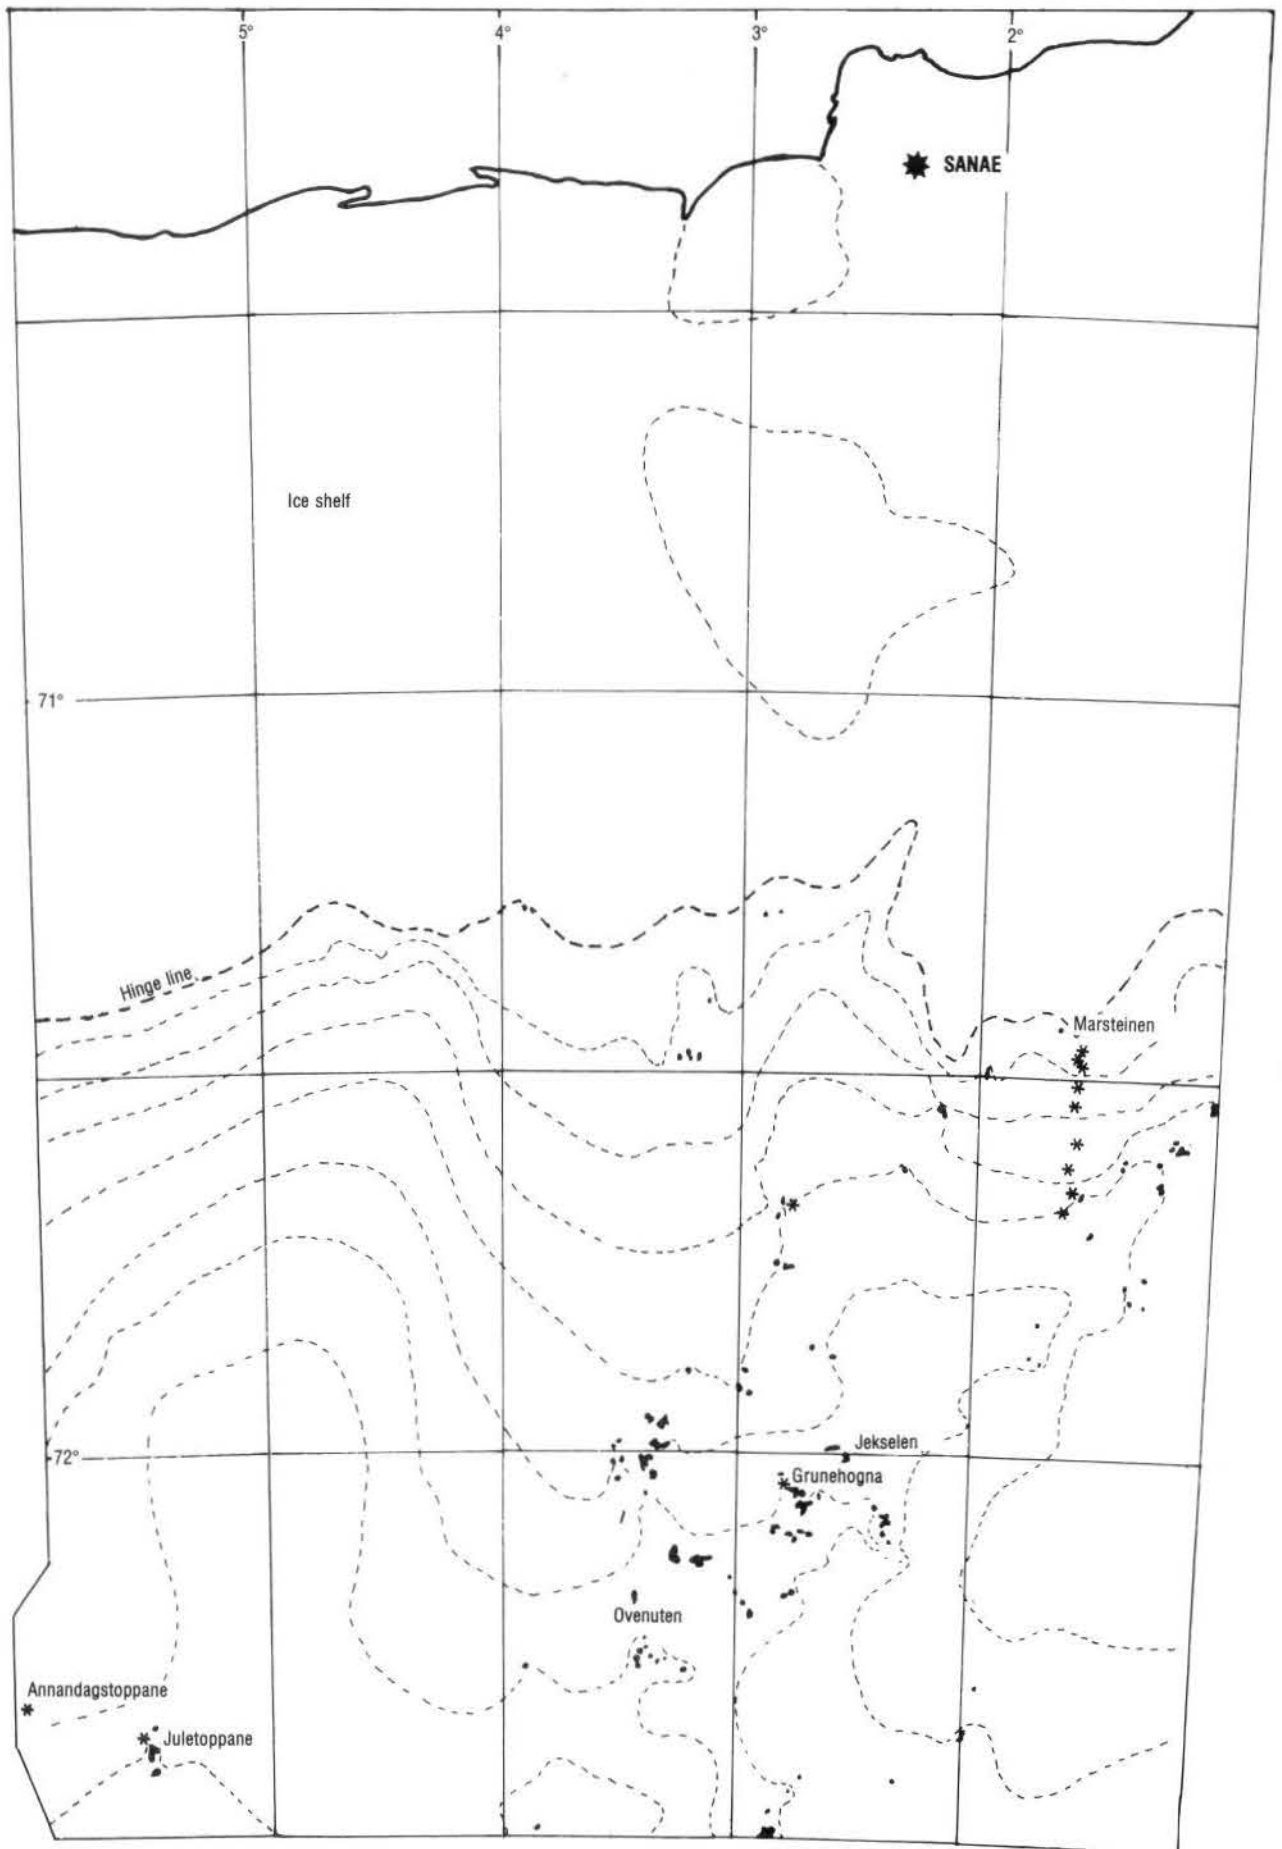 5°
4°
3°
2°
SANAE
Ice shelf
71°
Hinge line
Marsteinen
Jekselen
72°
Grunehogna
Ovenuten
Annandagstoppane
Juletoppane